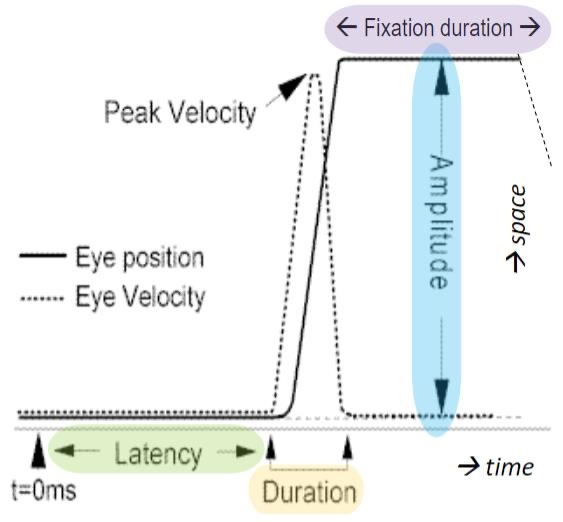 ← Fixation duration →
Peak Velocity
Amplitude
→ space
Eye position
Eye Velocity
Latency
→ time
t=0ms
Duration